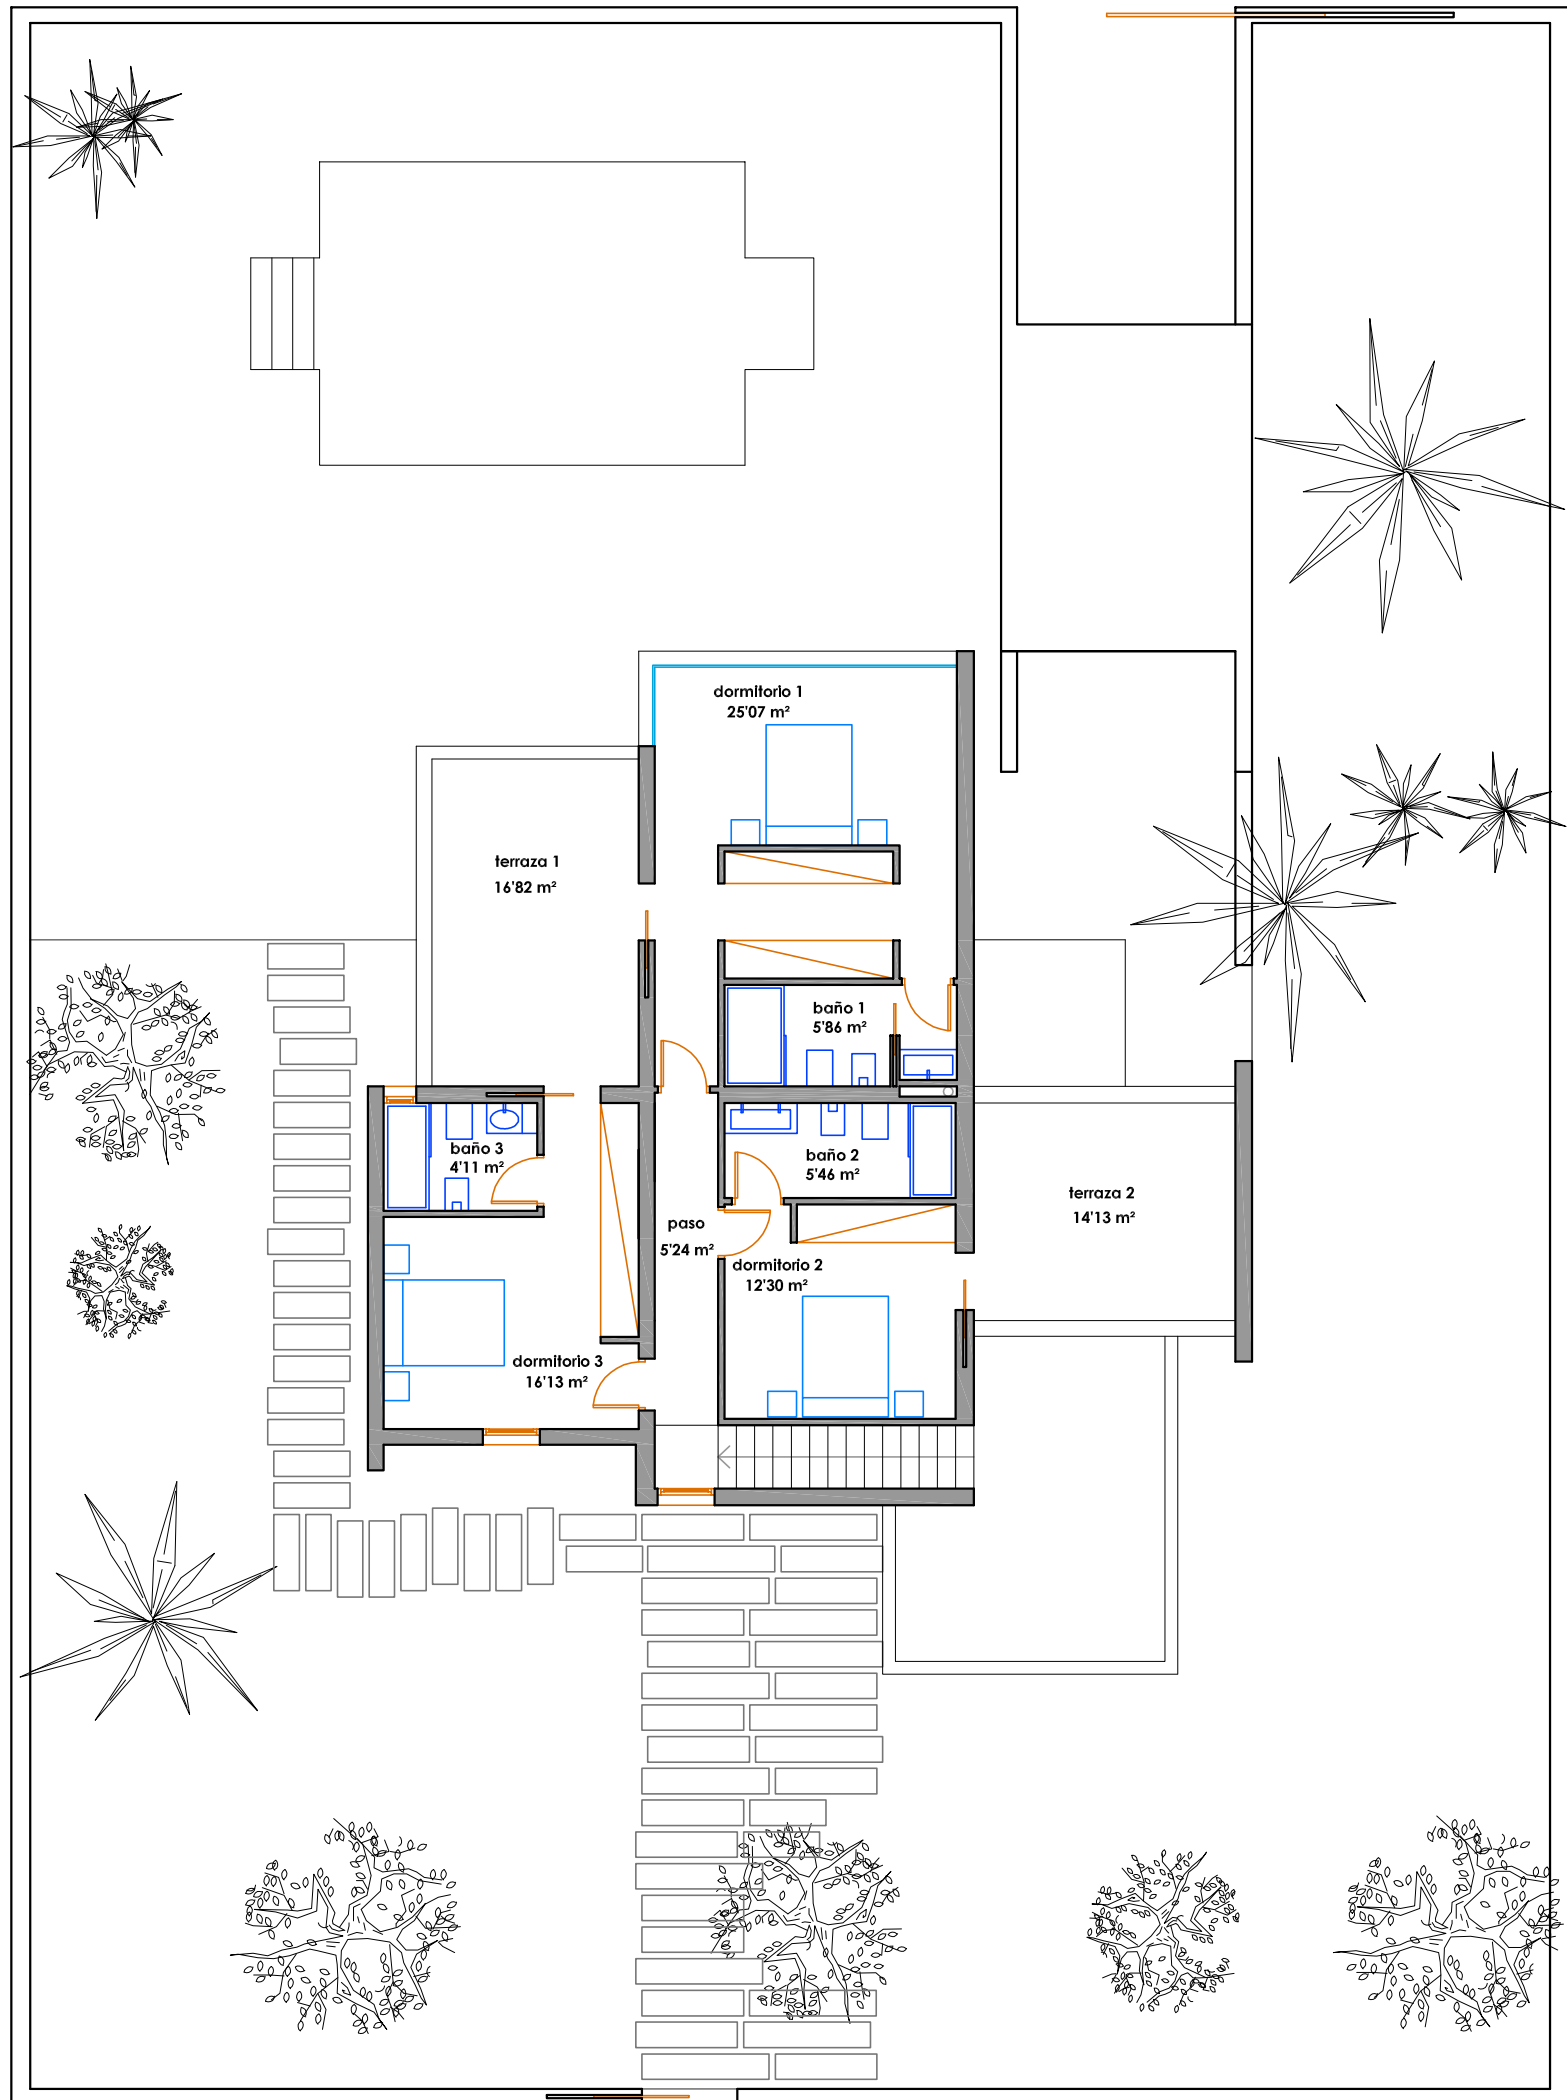 dormitorio 1
25'07 m²
terraza 1
16'82 m²
baño 1
5'86 m²
baño 3
4'11 m²
baño 2
5'46 m²
terraza 2
14'13 m²
paso
5'24 m²
dormitorio 2
12'30 m²
dormitorio 3
16'13 m²